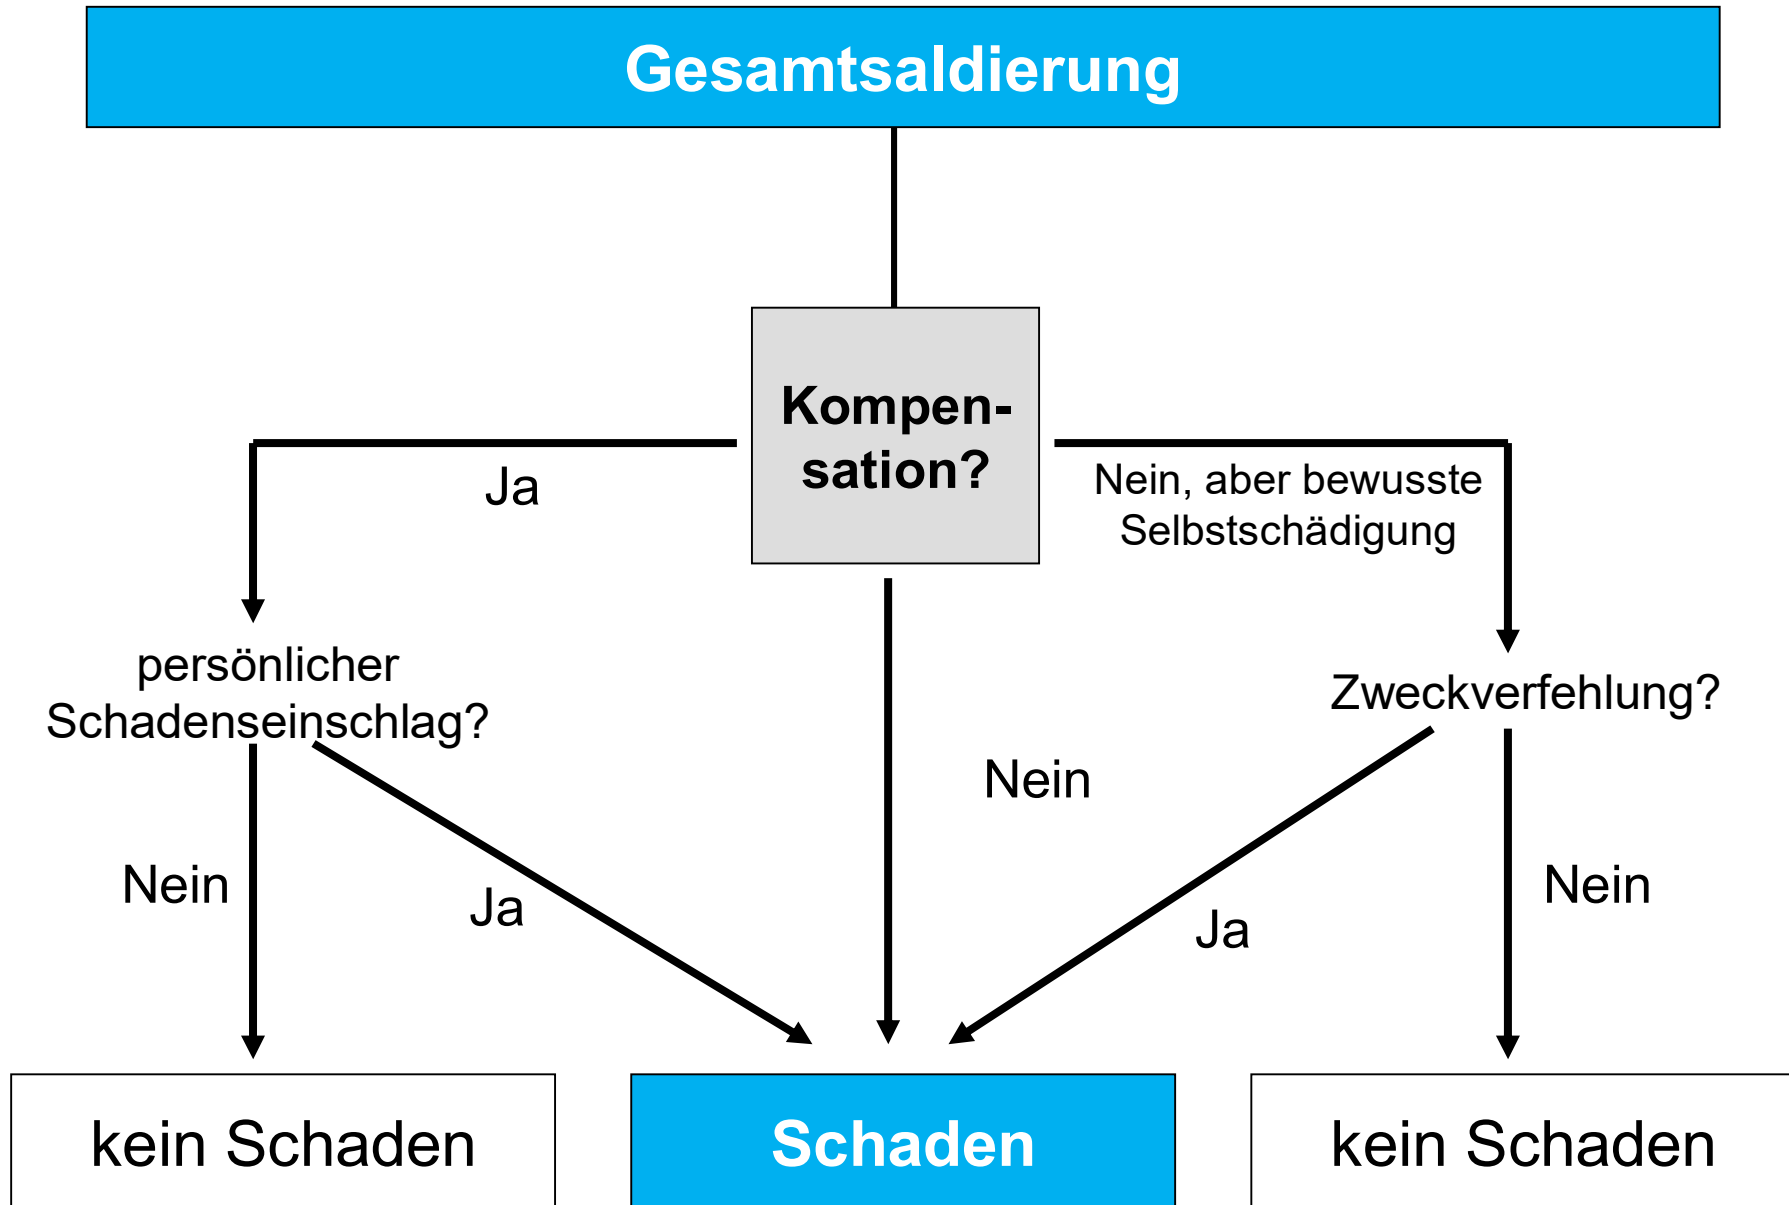 Gesamtsaldierung
Kompen-
sation?
Ja
Nein, aber bewusste
Selbstschädigung
persönlicher
Schadenseinschlag?
Zweckverfehlung?
Nein
Nein
Ja
Ja
Nein
kein Schaden
Schaden
kein Schaden